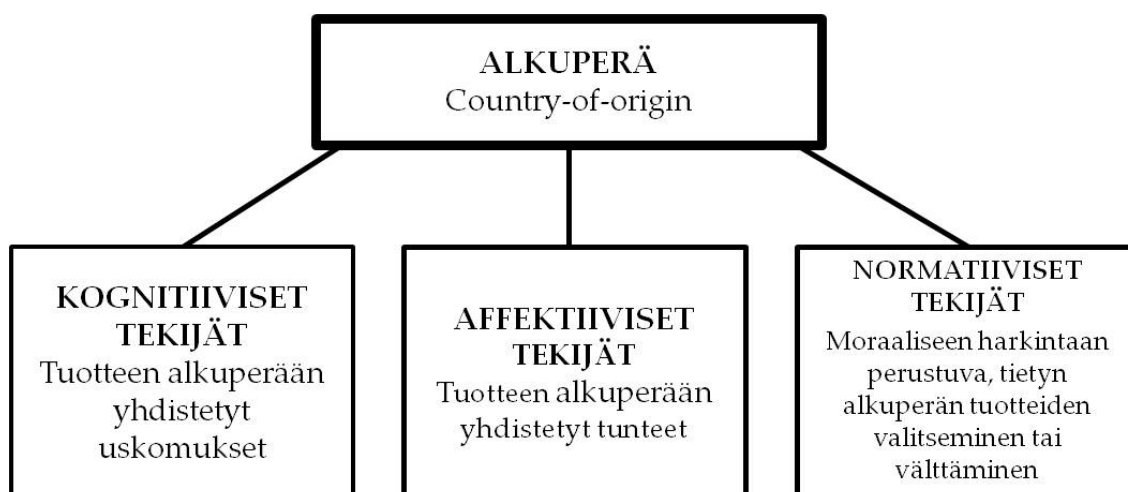 ALKUPERÄ
Country-of-origin
KOGNITIIVISET
TEKIJÄT
Tuotteen alkuperään
yhdistetyt
uskomukset
AFFEKTIIVISET
TEKIJÄT
Tuotteen alkuperään
yhdistetyt tunteet
NORMATIIVISET
TEKIJÄT
Moraaliseen harkintaan
perustuva, tietyn
alkuperän tuotteiden
valitseminen tai
välttäminen